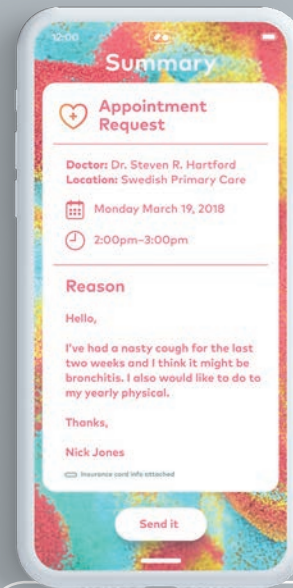 12:00
Summary
Appointment
Request
Doctor: Dr. Steven R. Hartford
Location: Swedish Primary Care
Monday March 19, 2018
2:00pm–3:00pm
Reason
Hello,
I've had a nasty cough for the last
two weeks and I think it might be
bronchitis. I also would like to do to
my yearly physical.
Thanks,
Nick Jones
Insurance card info attached
Send it